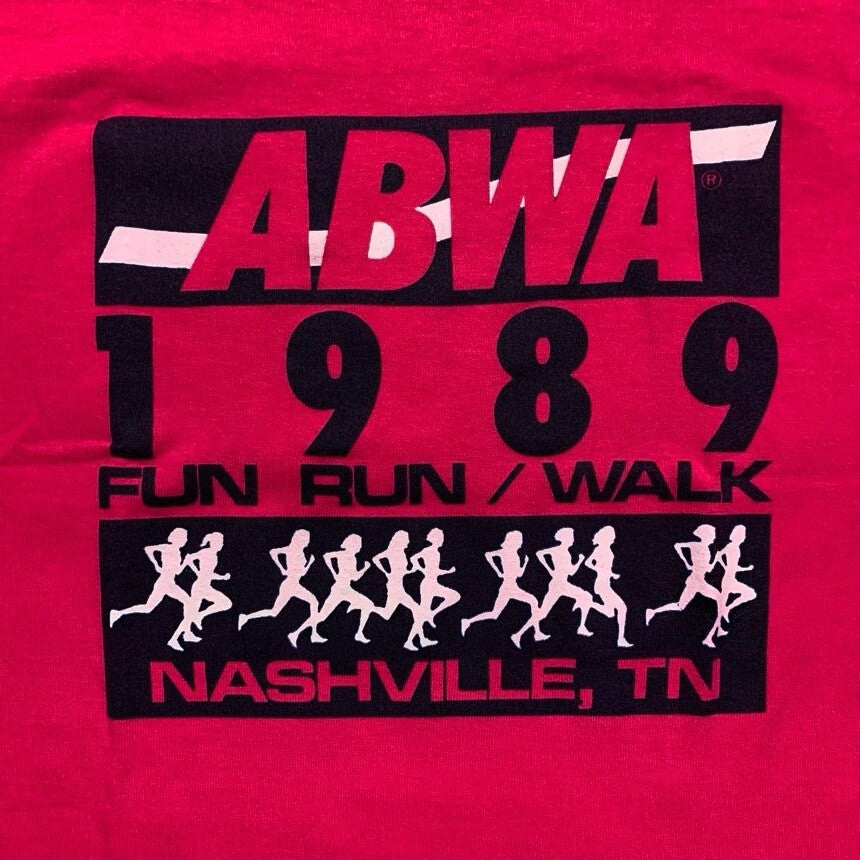 ABWA®
1989
FUN RUN / WALK
NASHVILLE, TN